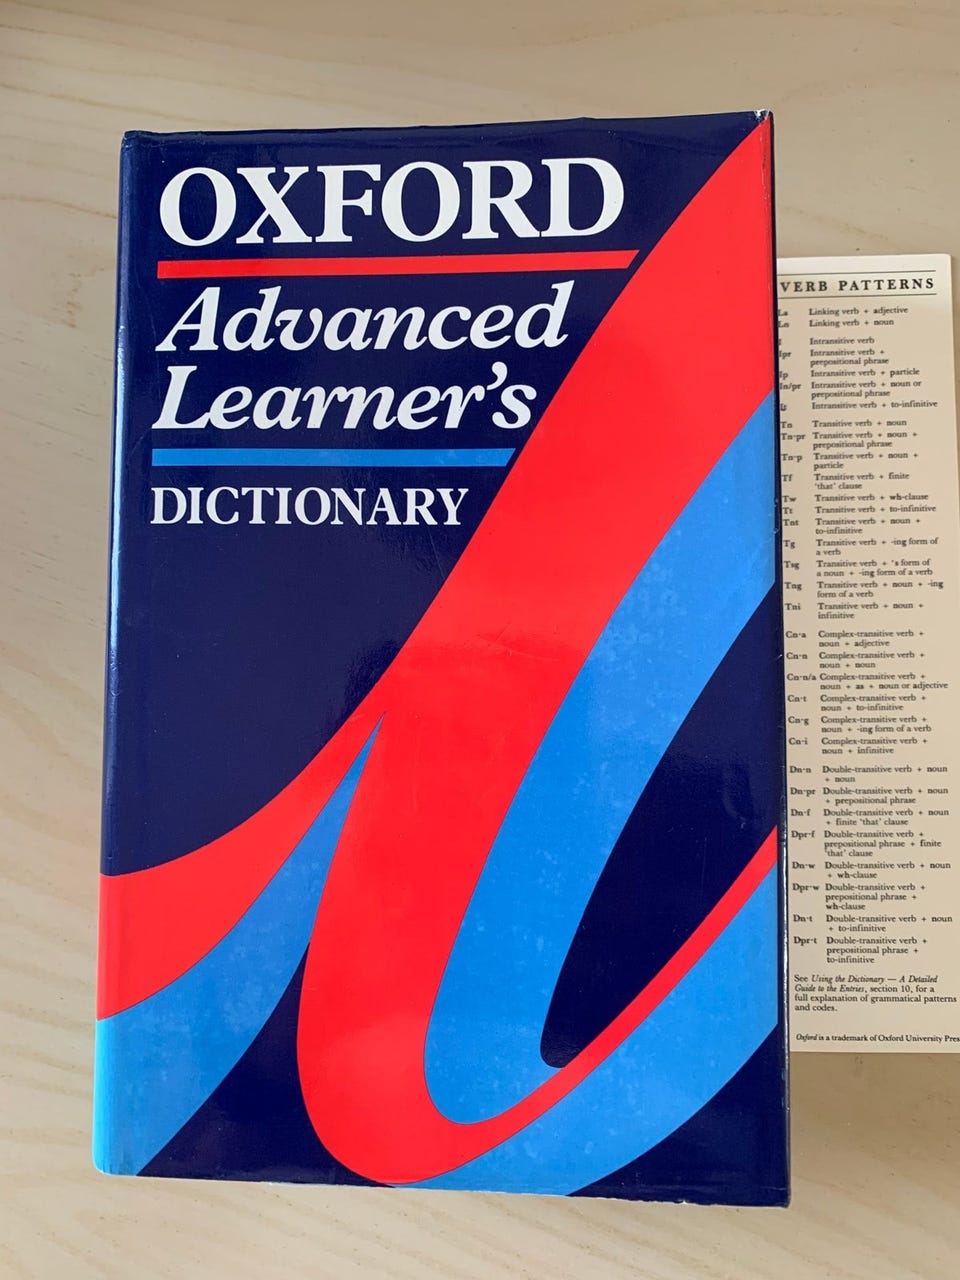 OXFORD
Advanced
Learner's
DICTIONARY
VERB PATTERNS
La Linking verb + adjective
Ln Linking verb + noun
I Intransitive verb
Ipr Intransitive verb +
prepositional phrase
Ip Intransitive verb + particle
In/pr Intransitive verb + noun or
prepositional phrase
It Intransitive verb + to-infinitive
Tn Transitive verb + noun
Tn·pr Transitive verb + noun +
prepositional phrase
Tn·p Transitive verb + noun +
particle
Tf Transitive verb + finite
'that' clause
Tw Transitive verb + wh-clause
Tt Transitive verb + to-infinitive
Tnt Transitive verb + noun +
to-infinitive
Tg Transitive verb + -ing form of
a verb
Tsg Transitive verb + 's form of
a noun + -ing form of a verb
Tng Transitive verb + noun + -ing
form of a verb
Tni Transitive verb + noun +
infinitive
Cn·a Complex-transitive verb +
noun + adjective
Cn·n Complex-transitive verb +
noun + noun
Cn·n/a Complex-transitive verb +
noun + as + noun or adjective
Cn·t Complex-transitive verb +
noun + to-infinitive
Cn·g Complex-transitive verb +
noun + -ing form of a verb
Cn·i Complex-transitive verb +
noun + infinitive
Dn·n Double-transitive verb + noun
+ noun
Dn·pr Double-transitive verb + noun
+ prepositional phrase
Dn·f Double-transitive verb + noun
+ finite 'that' clause
Dpr·f Double-transitive verb +
prepositional phrase + finite
'that' clause
Dn·w Double-transitive verb + noun
+ wh-clause
Dpr·w Double-transitive verb +
prepositional phrase +
wh-clause
Dn·t Double-transitive verb + noun
+ to-infinitive
Dpr·t Double-transitive verb +
prepositional phrase +
to-infinitive
See Using the Dictionary — A Detailed
Guide to the Entries, section 10, for a
full explanation of grammatical patterns
and codes.
Oxford is a trademark of Oxford University Pres